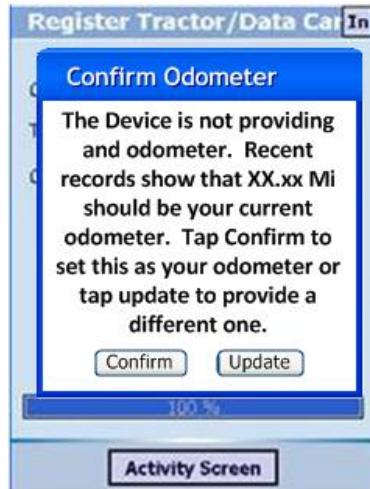 Register Tractor/Data Car
In
Confirm Odometer
The Device is not providing
and odometer. Recent
records show that XX.xx Mi
should be your current
odometer. Tap Confirm to
set this as your odometer or
tap update to provide a
different one.
Confirm
Update
100 %
Activity Screen